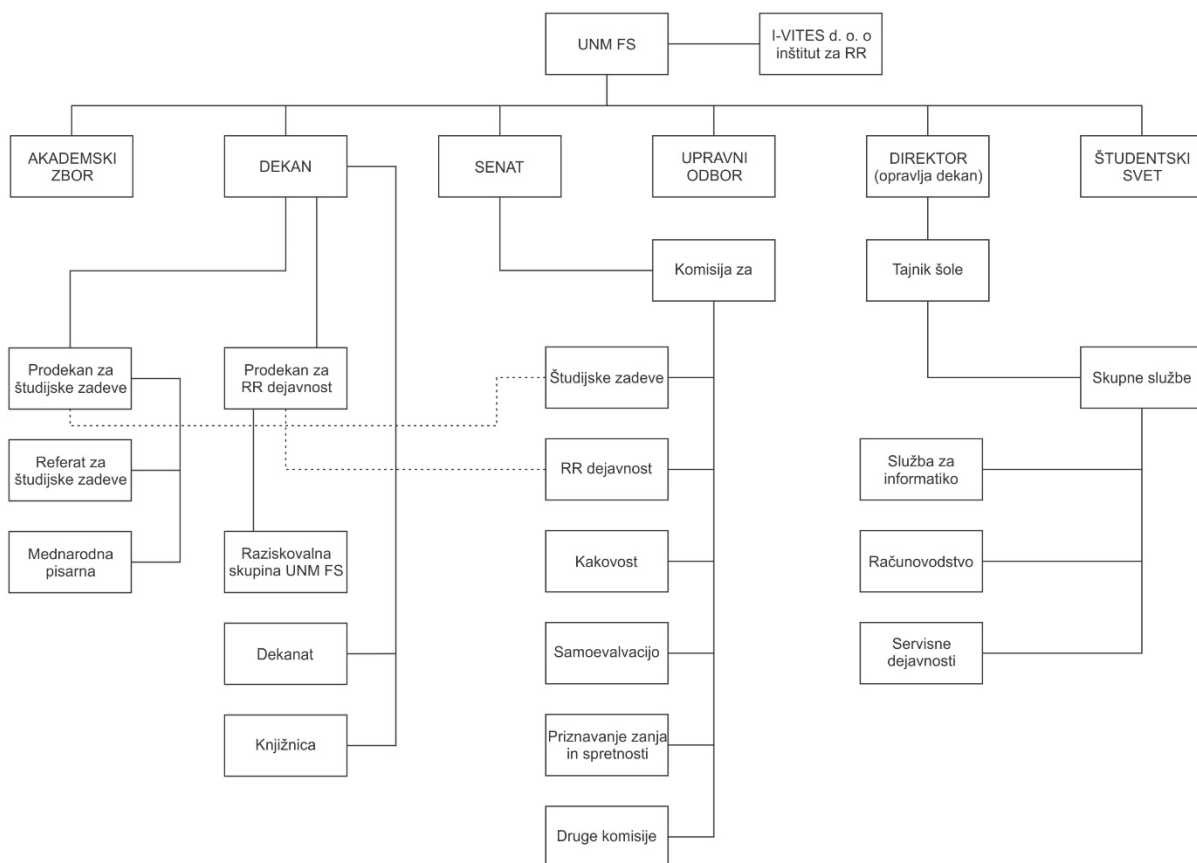 UNM FS
I-VITES d. o. o
inštitut za RR
AKADEMSKI
ZBOR
DEKAN
SENAT
UPRAVNI
ODBOR
DIREKTOR
(opravlja dekan)
ŠTUDENTSKI
SVET
Komisija za
Tajnik šole
Prodekan za
študijske zadeve
Prodekan za
RR dejavnost
Študijske zadeve
Skupne službe
Referat za
študijske zadeve
RR dejavnost
Služba za
informatiko
Mednarodna
pisarna
Raziskovalna
skupina UNM FS
Kakovost
Računovodstvo
Dekanat
Samoevalvacijo
Servisne
dejavnosti
Knjižnica
Priznavanje zanja
in spretnosti
Druge komisije